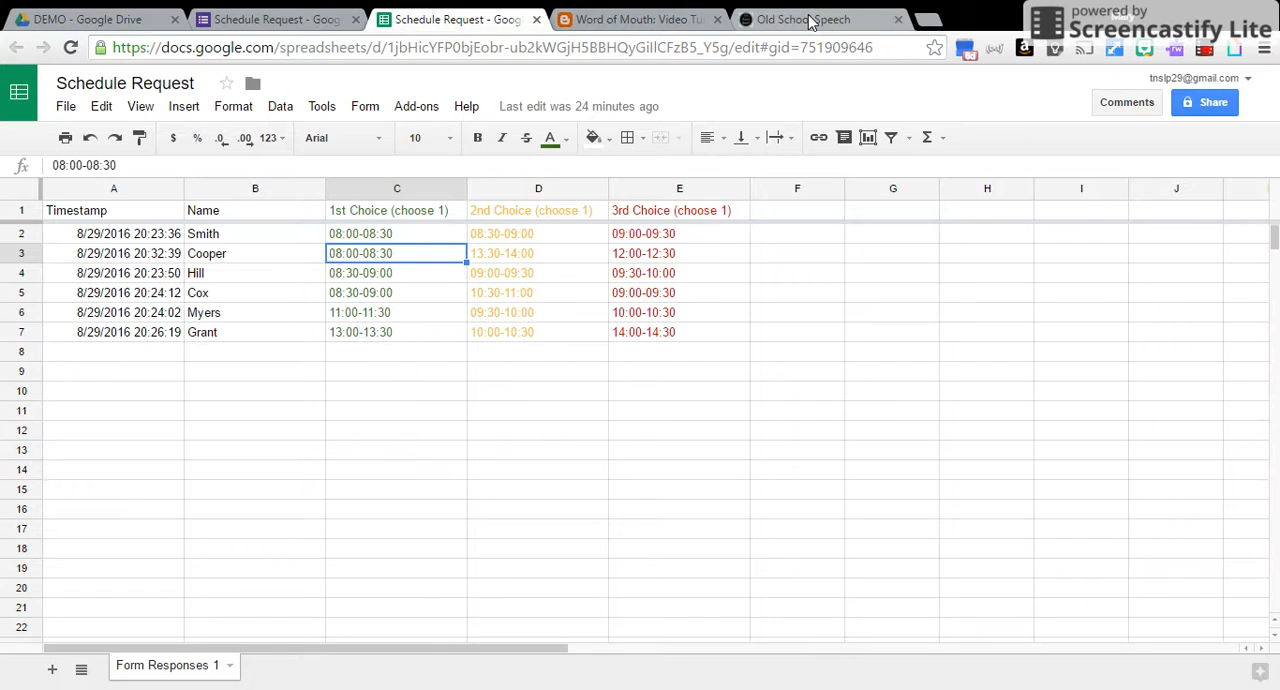 DEMO - Google Drive
Schedule Request - Goog
Schedule Request - Goog
Word of Mouth: Video Tu
Old School Speech
powered by
Screencastify Lite
https://docs.google.com/spreadsheets/d/1jbHLYFP0bjEobr-ub2kWGjH5BBHQyGillCFzB5_Y5g/edit#gid=751909646
Schedule Request
tnslp29@gmail.com
File Edit View Insert Format Data Tools Form Add-ons Help Last edit was 24 minutes ago
Comments Share
$ % .0 .00 123 Arial 10 B I S A Σ
fx 08:00-08:30
A B C D E F G H I J
1 Timestamp Name 1st Choice (choose 1) 2nd Choice (choose 1) 3rd Choice (choose 1)
2 8/29/2016 20:23:36 Smith 08:00-08:30 08:30-09:00 09:00-09:30
3 8/29/2016 20:32:39 Cooper 08:00-08:30 13:30-14:00 12:00-12:30
4 8/29/2016 20:23:50 Hill 08:30-09:00 09:00-09:30 09:30-10:00
5 8/29/2016 20:24:12 Cox 08:30-09:00 10:30-11:00 09:00-09:30
6 8/29/2016 20:24:02 Myers 11:00-11:30 09:30-10:00 10:00-10:30
7 8/29/2016 20:26:19 Grant 13:00-13:30 10:00-10:30 14:00-14:30
8
9
10
11
12
13
14
15
16
17
18
19
20
21
22
Form Responses 1